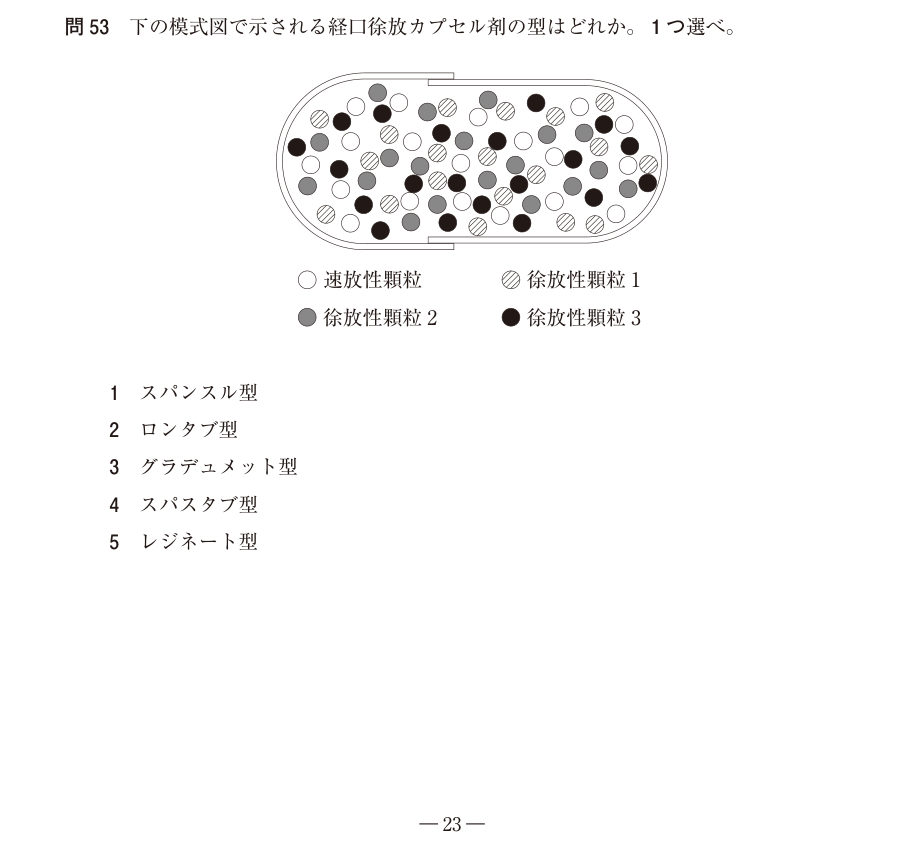 問 53 下の模式図で示される経口徐放カプセル剤の型はどれか。1つ選べ。
速放性顆粒 徐放性顆粒 1
徐放性顆粒 2 徐放性顆粒 3
1 スパンスル型
2 ロンタブ型
3 グラデュメット型
4 スパスタブ型
5 レジネート型
— 23 —